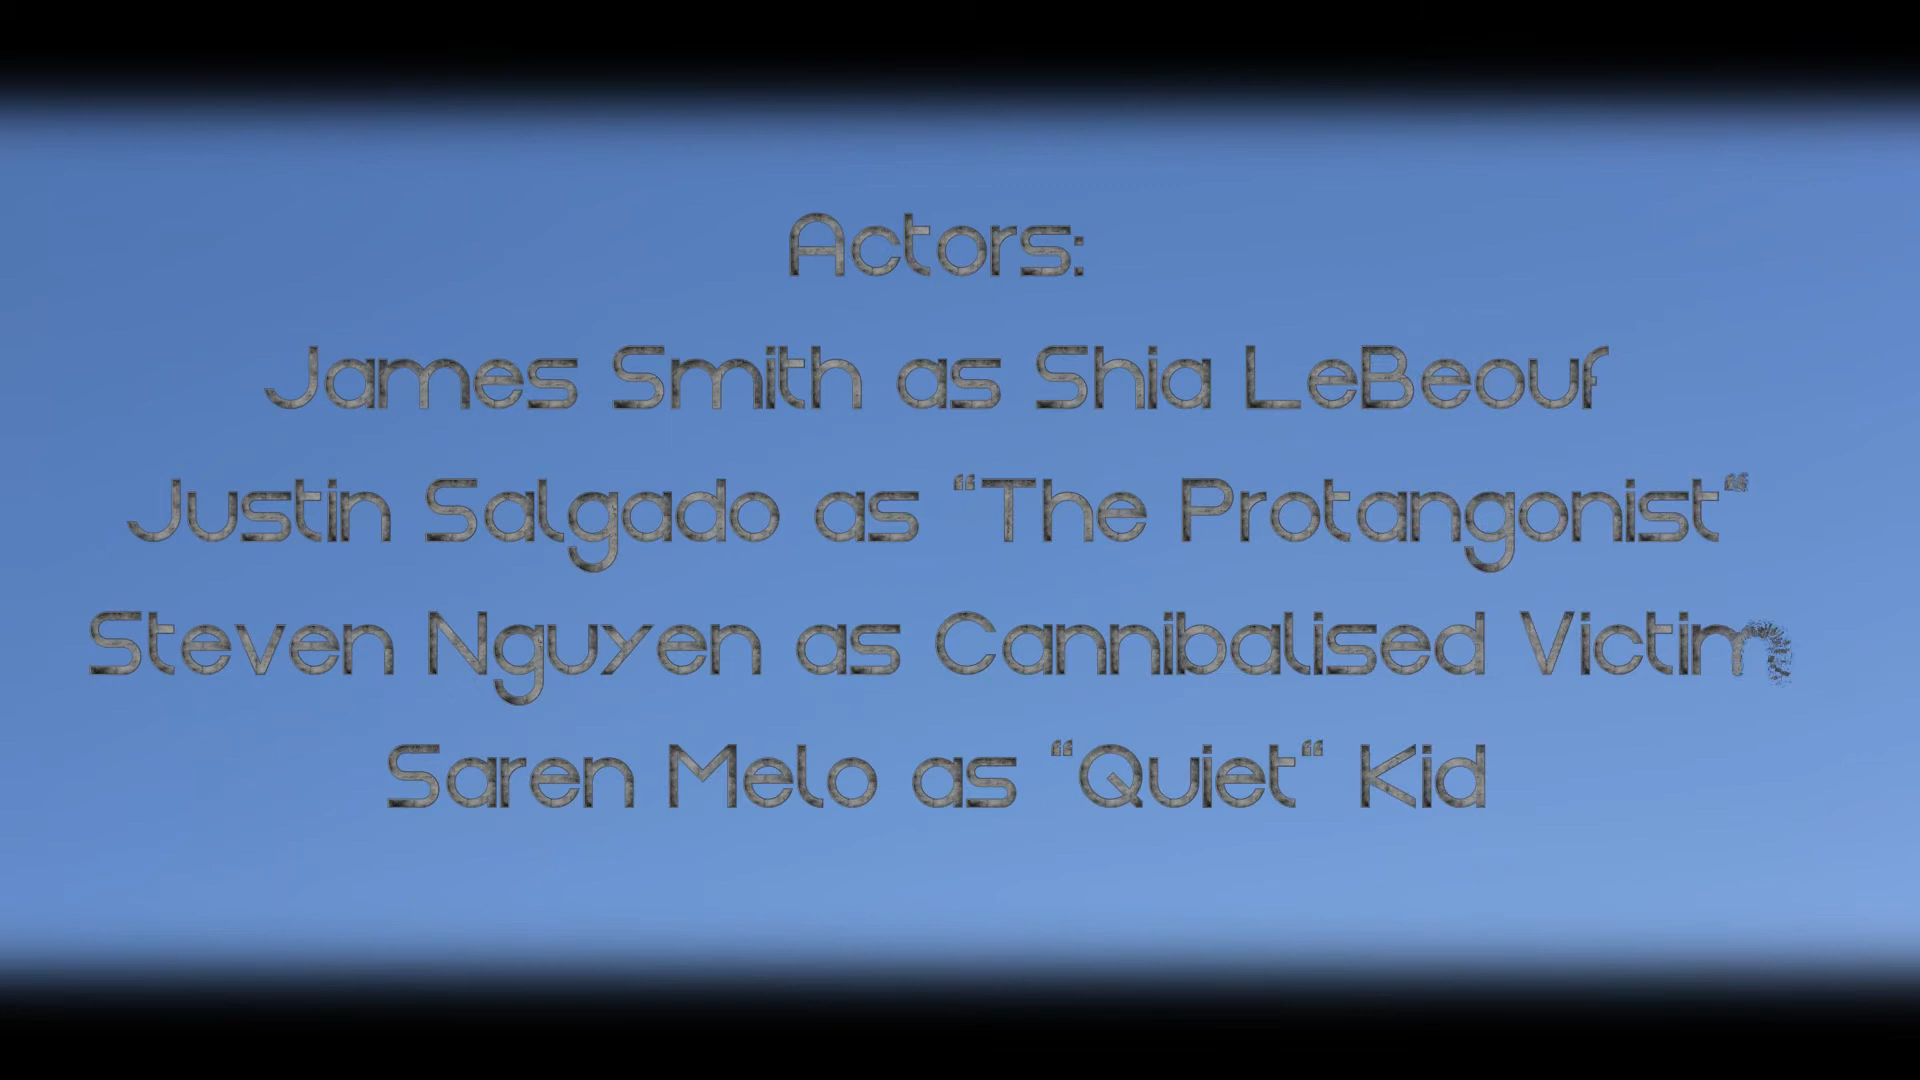 Actors:
James Smith as Shia LeBeouf
Justin Salgado as “The Protangonist“
Steven Nguyen as Cannibalised Victim
Saren Melo as “Quiet“ Kid